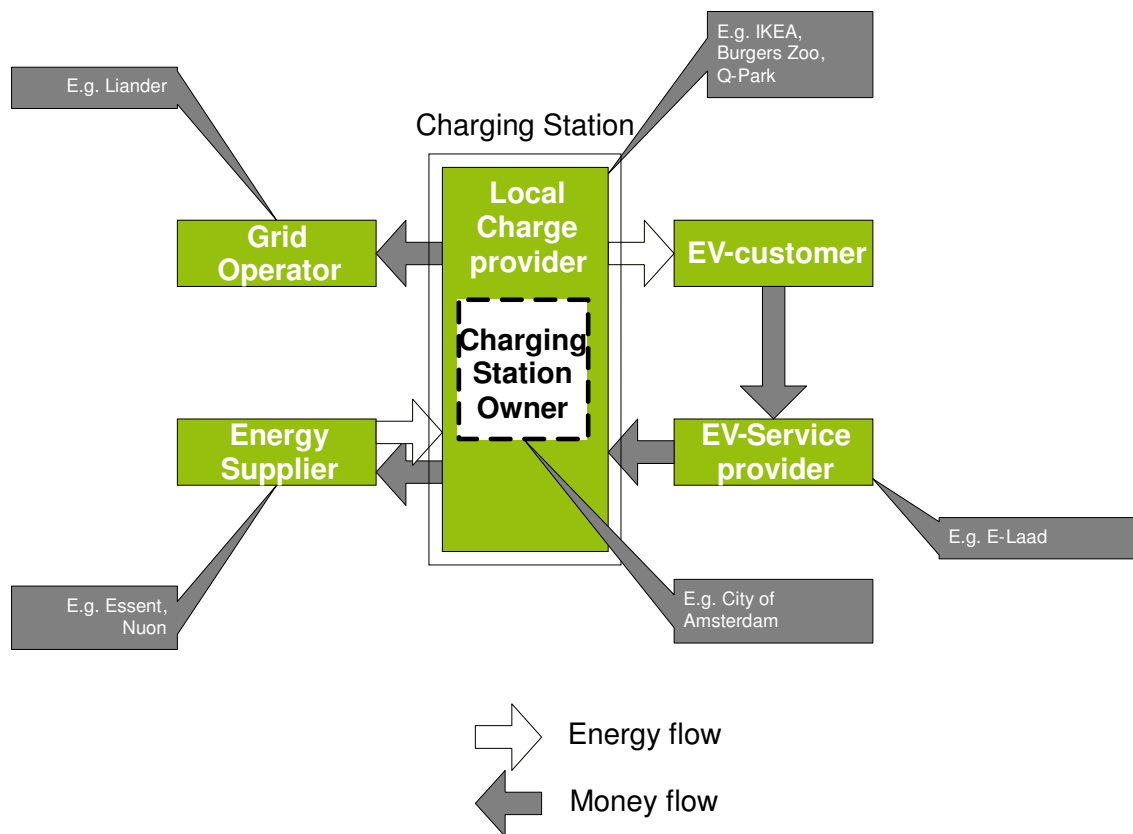 E.g. IKEA,
Burgers Zoo,
Q-Park
E.g. Liander
Charging Station
Local
Charge
provider
Grid
Operator
EV-customer
Charging
Station
Owner
Energy
Supplier
EV-Service
provider
E.g. E-Laad
E.g. Essent,
Nuon
E.g. City of
Amsterdam
Energy flow
Money flow